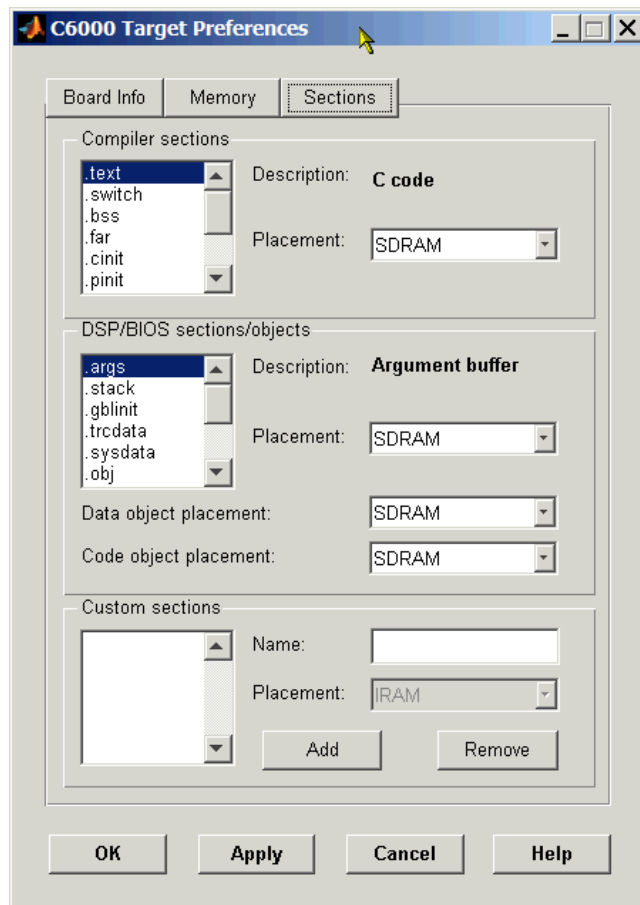 C6000 Target Preferences
Board Info Memory Sections
Compiler sections
.text
.switch
.bss
.far
.cinit
.pinit
Description: C code
Placement: SDRAM
DSP/BIOS sections/objects
.args
.stack
.gblinit
.trcdata
.sysdata
.obj
Description: Argument buffer
Placement: SDRAM
Data object placement: SDRAM
Code object placement: SDRAM
Custom sections
Name:
Placement: IRAM
Add Remove
OK Apply Cancel Help